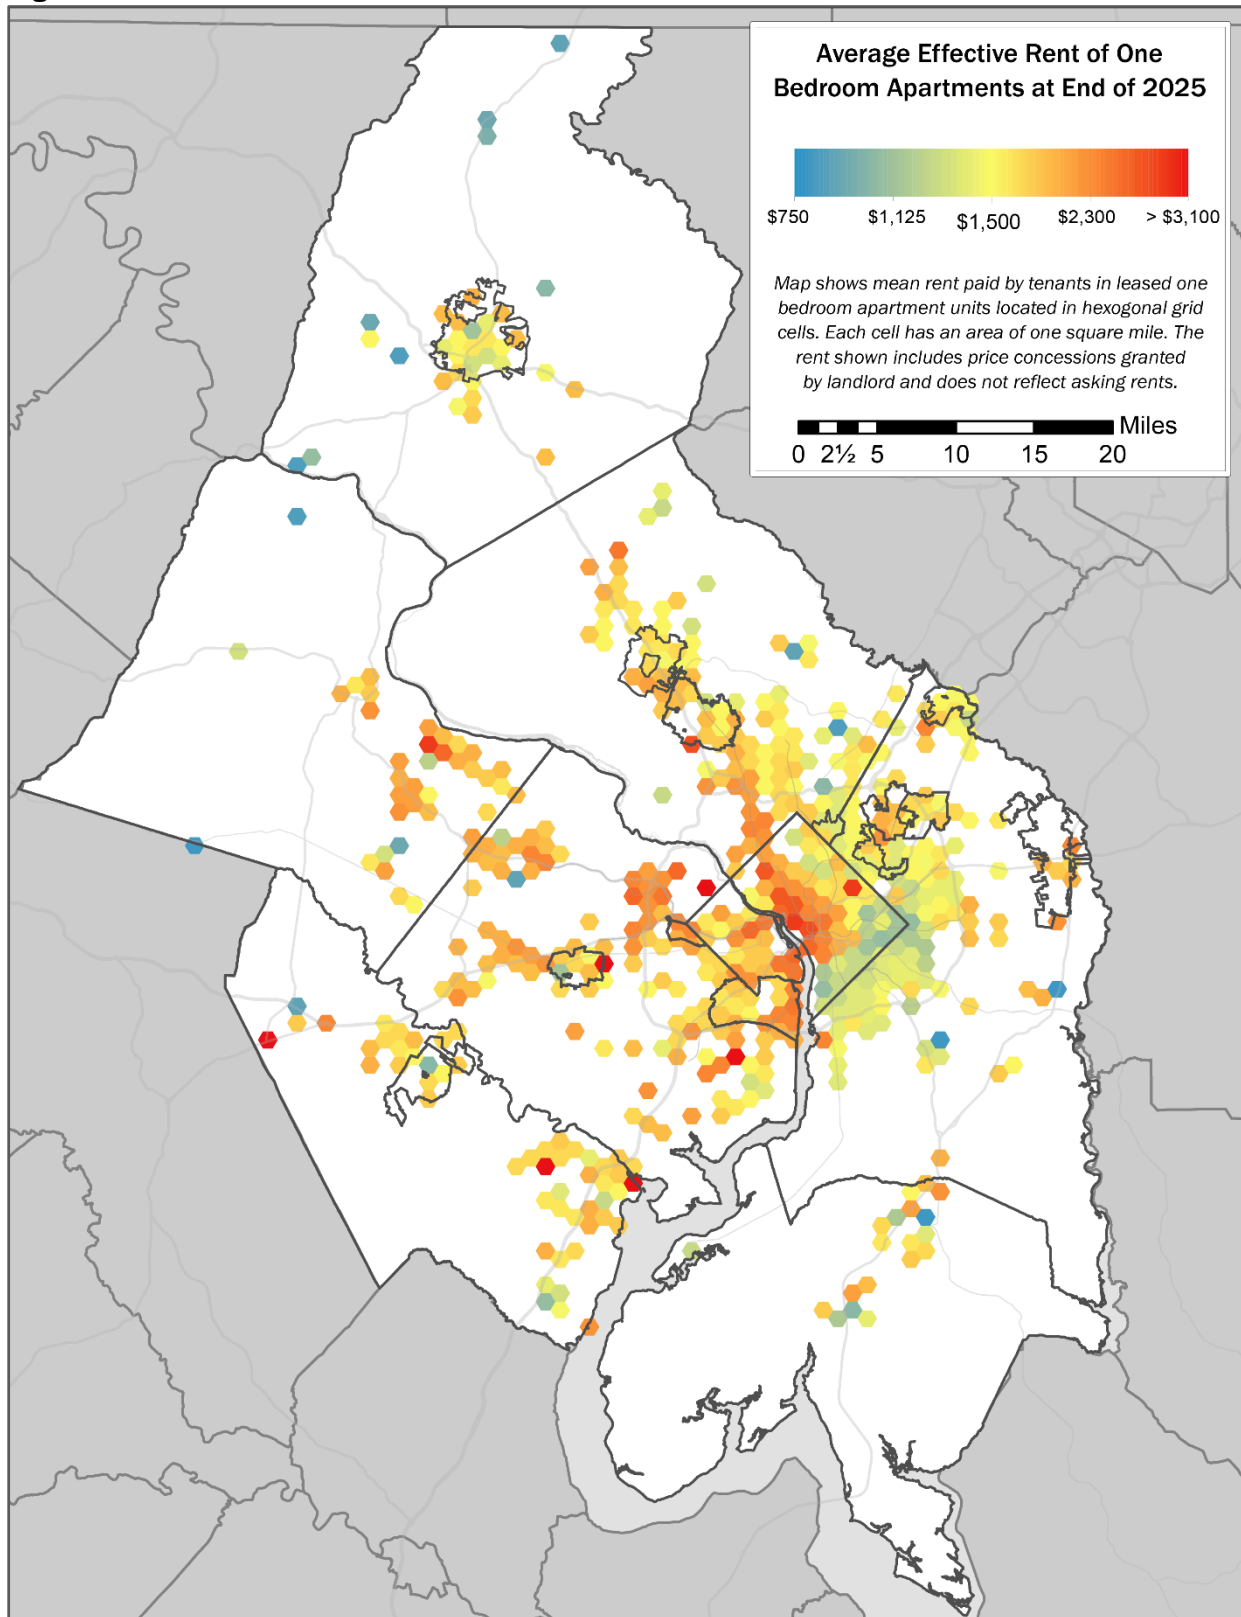 Average Effective Rent of One
Bedroom Apartments at End of 2025
$750 $1,125 $1,500 $2,300 > $3,100
Map shows mean rent paid by tenants in leased one
bedroom apartment units located in hexogonal grid
cells. Each cell has an area of one square mile. The
rent shown includes price concessions granted
by landlord and does not reflect asking rents.
Miles
0 2½ 5 10 15 20